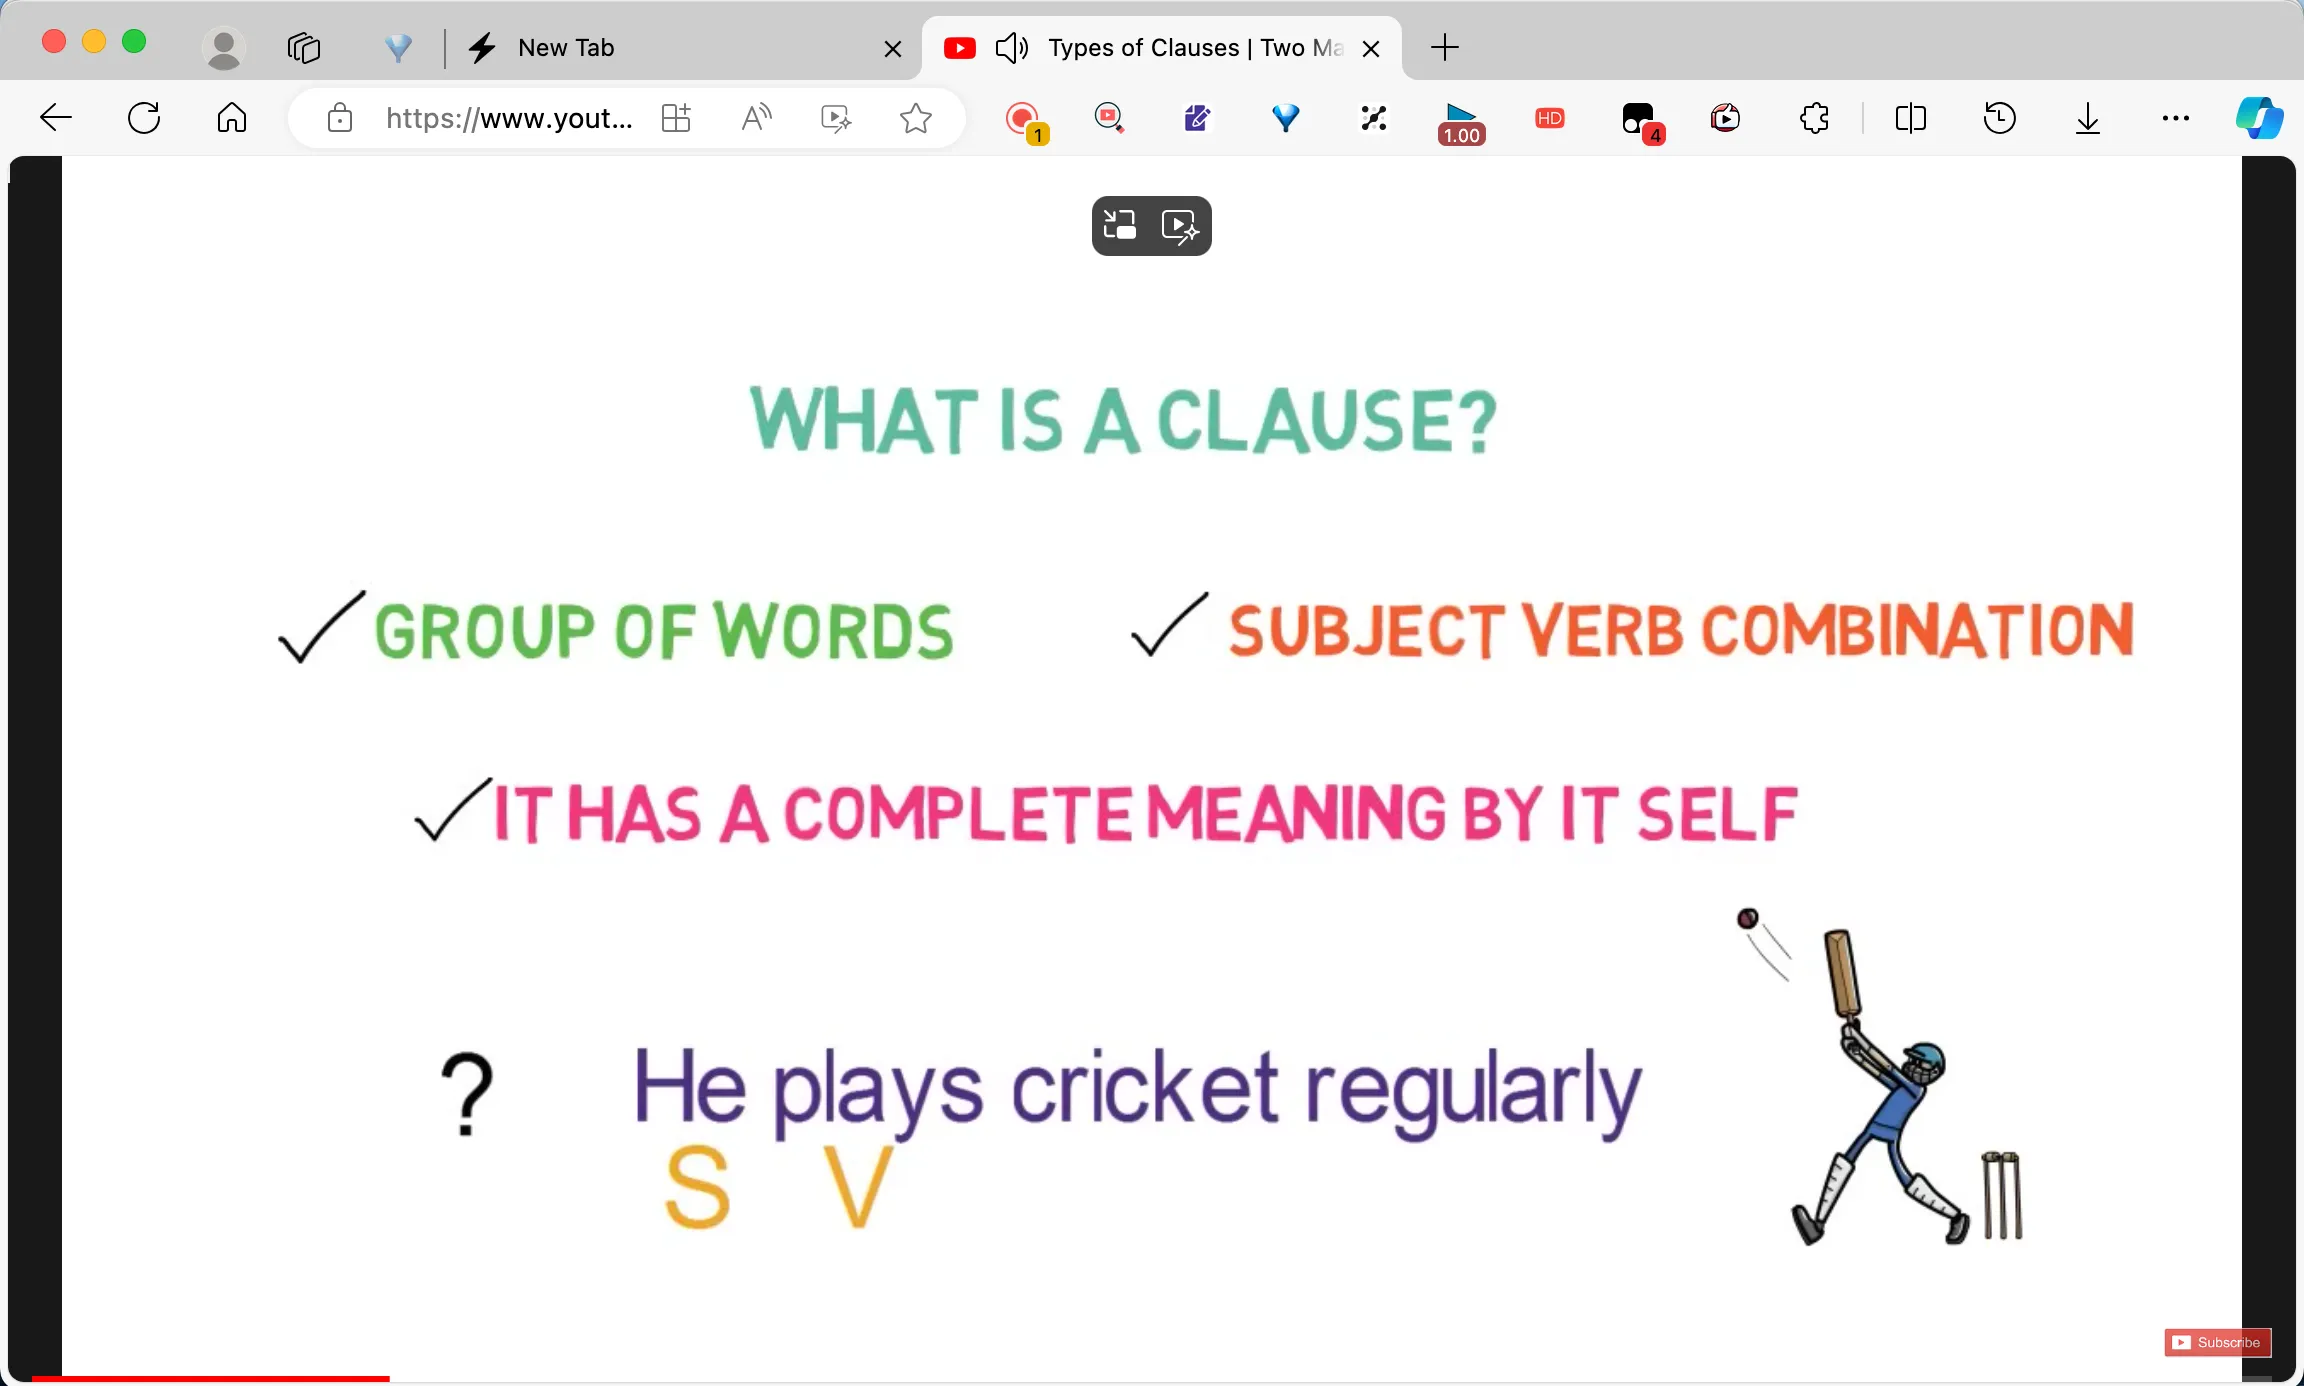 New Tab
Types of Clauses | Two Ma
https://www.yout...
1
1.00
HD
4
WHAT IS A CLAUSE?
GROUP OF WORDS
SUBJECT VERB COMBINATION
IT HAS A COMPLETE MEANING BY IT SELF
? He plays cricket regularly
S V
Subscribe